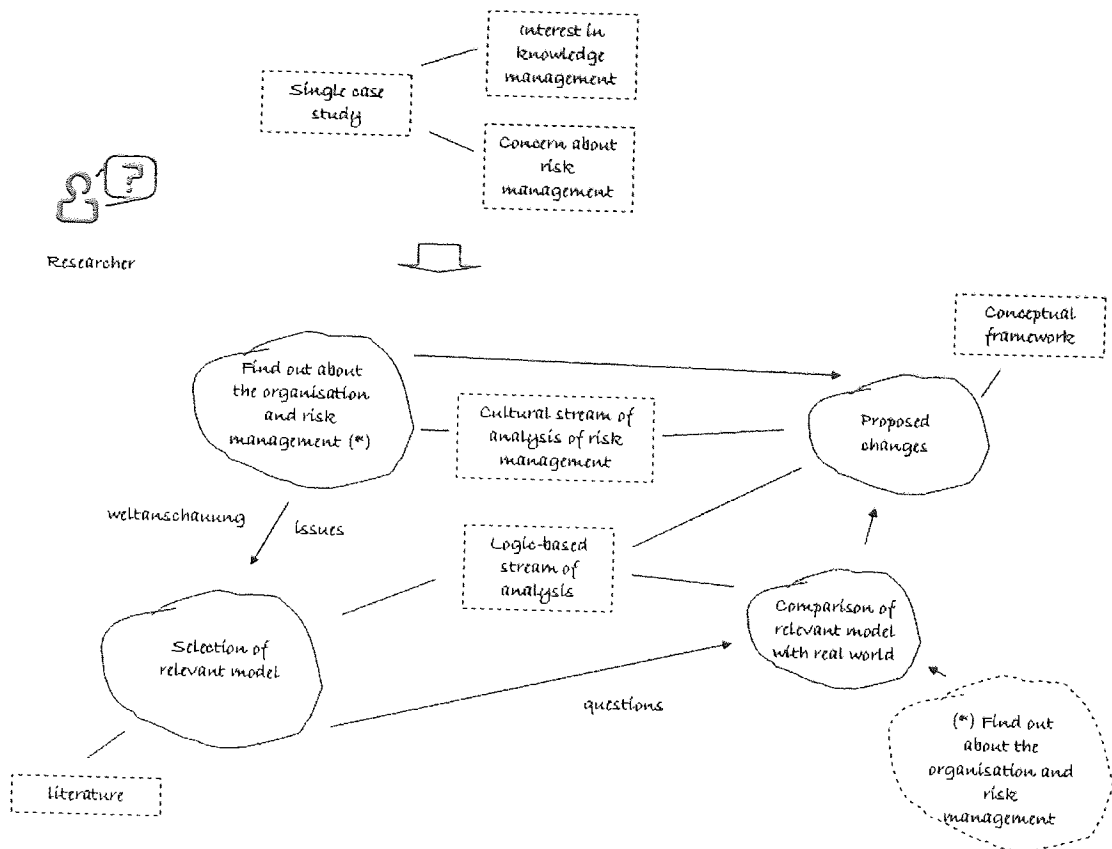 Interest in
knowledge
management
Single case
study
Concern about
risk
management
?
Researcher
Conceptual
framework
Find out about
the organisation
and risk
management (*)
Cultural stream of
analysis of risk
management
Proposed
changes
weltanschauung
issues
Logic-based
stream of
analysis
Selection of
relevant model
Comparison of
relevant model
with real world
questions
(*) Find out
about the
organisation and
risk
management
literature